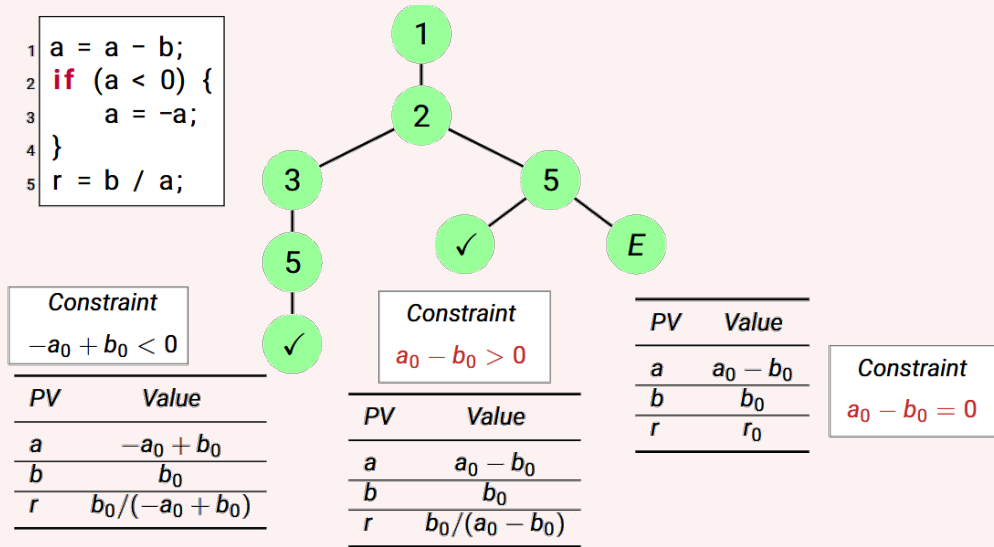 1 a = a - b;
2 if (a < 0) {
3 a = -a;
4 }
5 r = b / a;
1
2
3
5
5
✓
E
✓
Constraint
−a₀ + b₀ < 0
PV Value
a −a₀ + b₀
b b₀
r b₀/(−a₀ + b₀)
Constraint
a₀ − b₀ > 0
PV Value
a a₀ − b₀
b b₀
r b₀/(a₀ − b₀)
PV Value
a a₀ − b₀
b b₀
r r₀
Constraint
a₀ − b₀ = 0